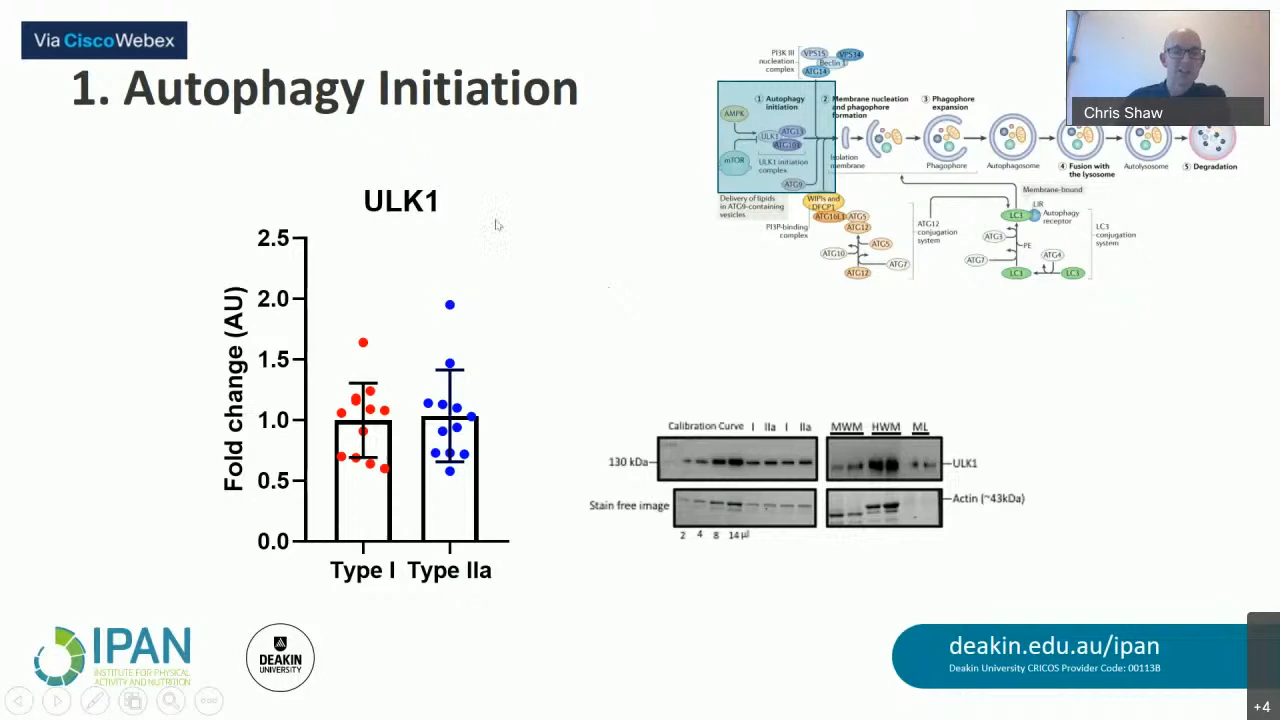 Via Cisco Webex
1. Autophagy Initiation
Chris Shaw
ULK1
2.5
2.0
1.5
1.0
0.5
0.0
Fold change (AU)
Type I Type IIa
PI3K III
nucleation
complex
VPS15
VPS34
Beclin 1
ATG14
① Autophagy
initiation
② Membrane nucleation
and phagophore
formation
③ Phagophore
expansion
AMPK
ULK1
ATG13
ATG101
mTOR
ULK1 initiation
complex
ATG9
Isolation
membrane
Phagophore
Autophagosome
④ Fusion with
the lysosome
Autolysosome
⑤ Degradation
Delivery of lipids
in ATG9-containing
vesicles
WIPIs and
DFCP1
ATG16L1
ATG5
ATG12
PI3P-binding
complex
ATG5
ATG10
ATG7
ATG12
ATG12
conjugation
system
Membrane-bound
LC3
LIR
Autophagy
receptor
ATG3
PE
ATG7
ATG4
LC3
LC3
LC3
conjugation
system
Calibration Curve I IIa I IIa
MWM HWM ML
130 kDa
ULK1
Stain free image
Actin (~43kDa)
2 4 8 14 µl
IPAN
INSTITUTE FOR PHYSICAL
ACTIVITY AND NUTRITION
DEAKIN
UNIVERSITY
deakin.edu.au/ipan
Deakin University CRICOS Provider Code: 00113B
+4